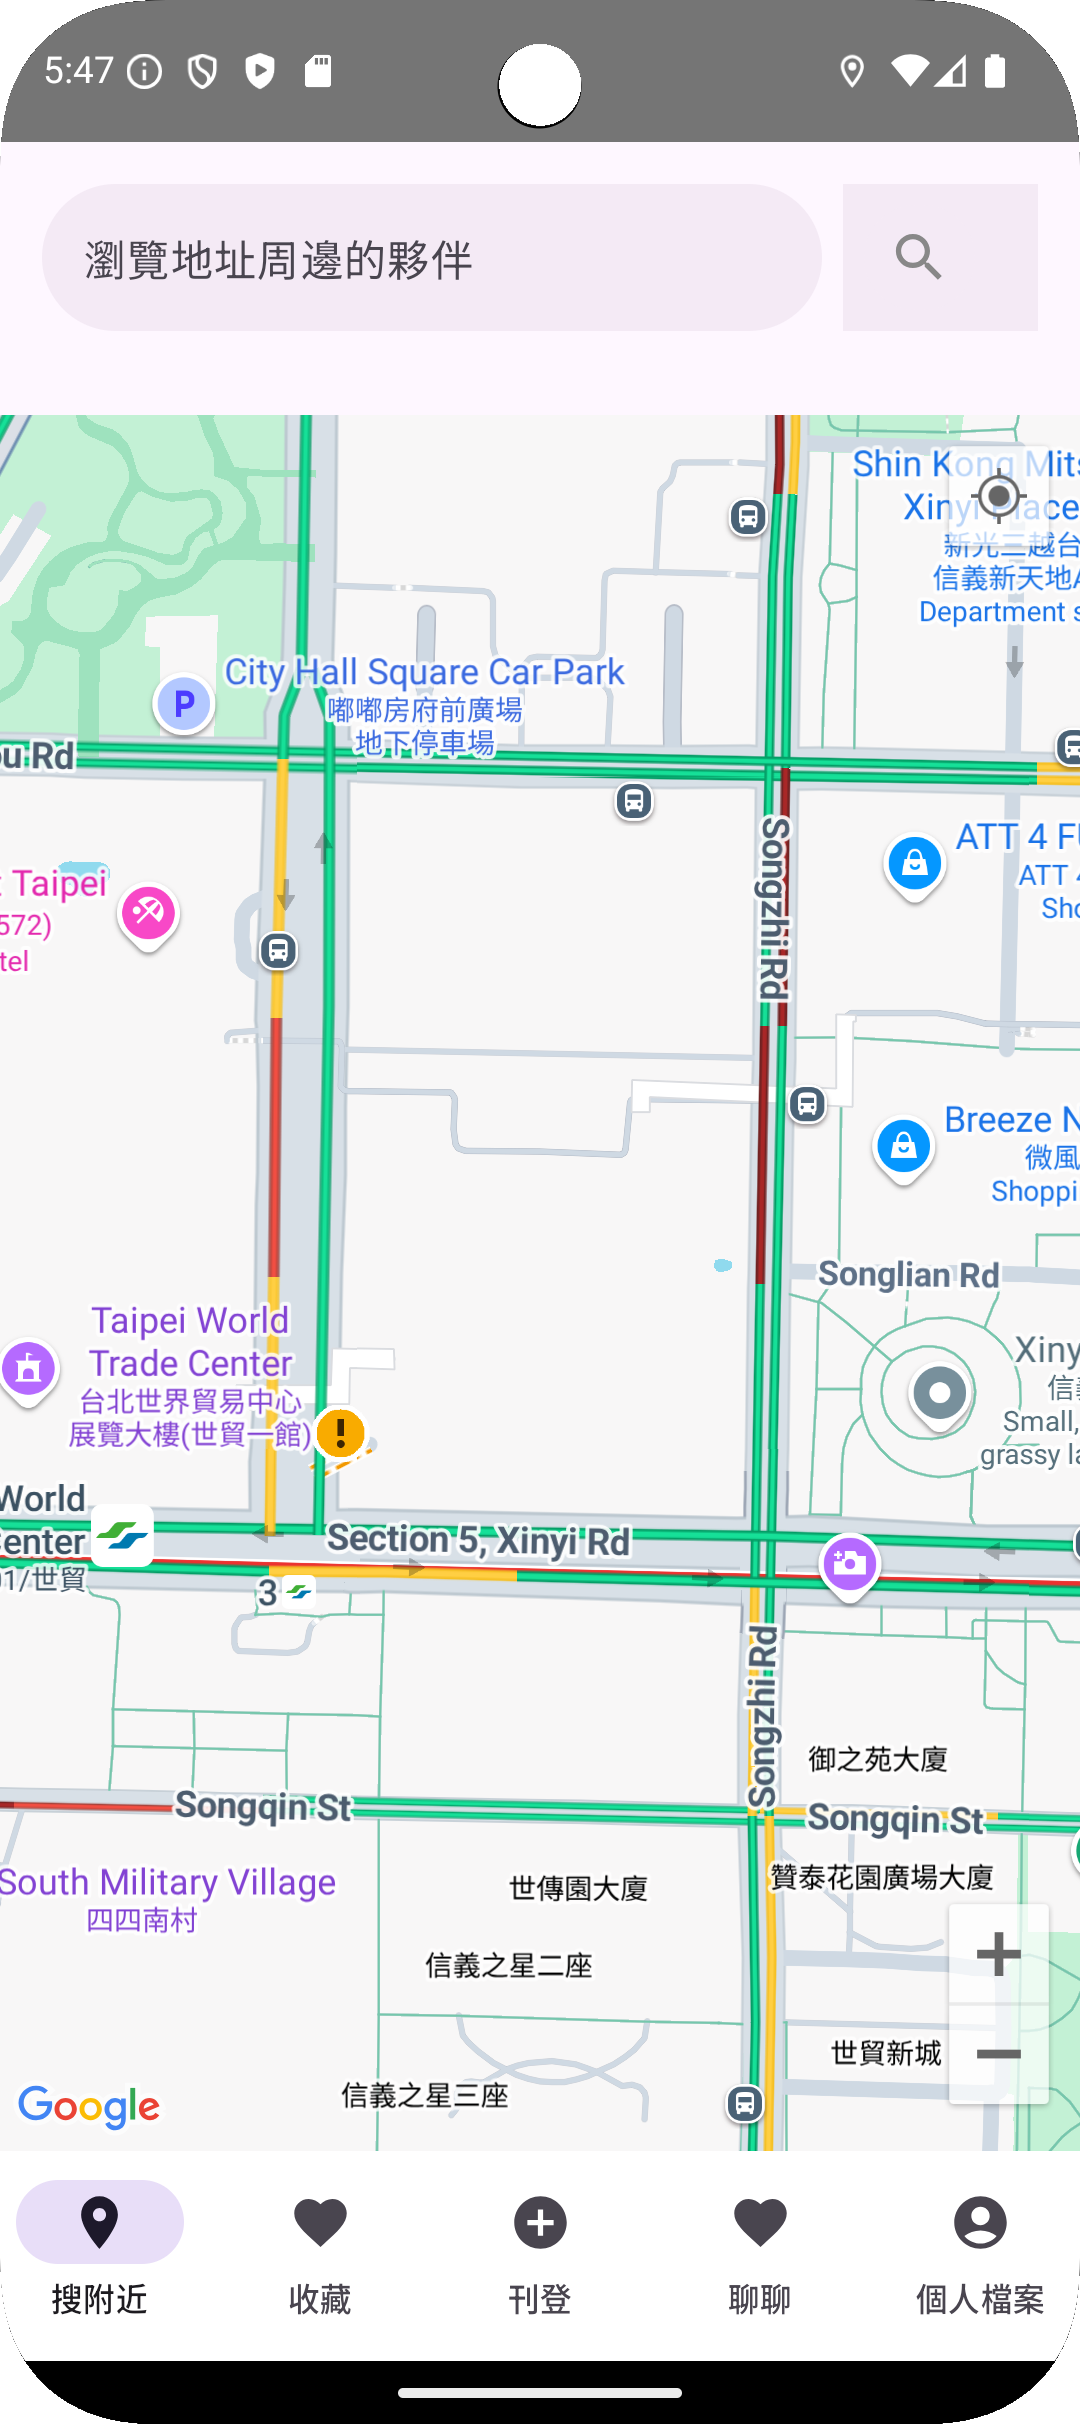 5:47
瀏覽地址周邊的夥伴
Shin Kong Mits
Xinyi Place
新光三越台
信義新天地A
Department s
City Hall Square Car Park
嘟嘟房府前廣場
地下停車場
P
ou Rd
Songzhi Rd
ATT 4 FU
ATT 4
Sho
t Taipei
572)
tel
Breeze N
微風
Shoppi
Songlian Rd
Taipei World
Trade Center
台北世界貿易中心
展覽大樓(世貿一館)
Xiny
信義
Small,
grassy la
World
Center
01/世貿
Section 5, Xinyi Rd
3
Songzhi Rd
御之苑大廈
Songqin St
Songqin St
South Military Village
四四南村
世傳園大廈
贊泰花園廣場大廈
信義之星二座
世貿新城
信義之星三座
Google
搜附近
收藏
刊登
聊聊
個人檔案